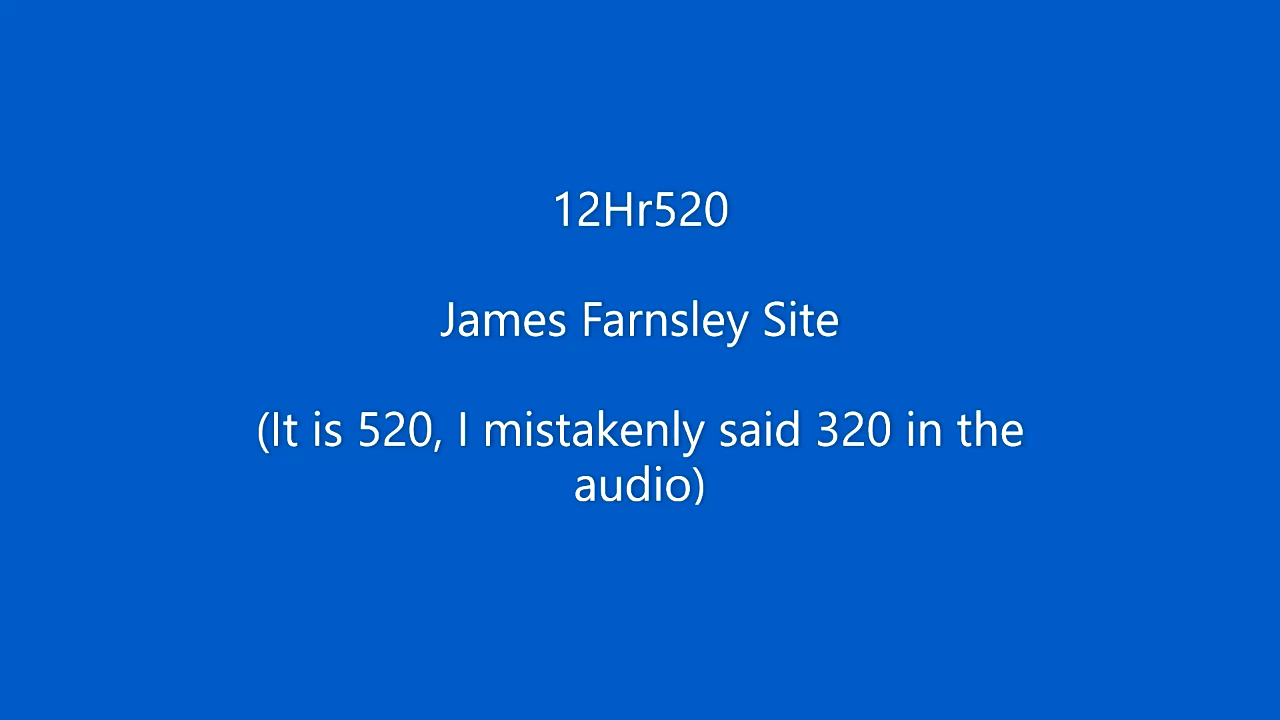 12Hr520
James Farnsley Site
(It is 520, I mistakenly said 320 in the
audio)